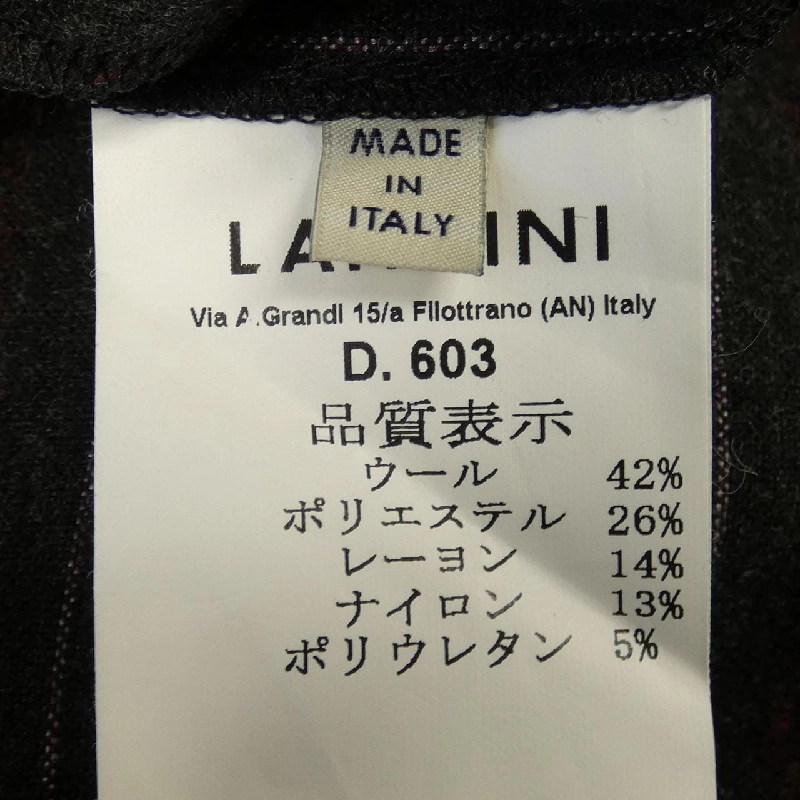 MADE
IN
ITALY
Via A.Grandi 15/a Filottrano (AN) Italy
D. 603
品質表示
ウール 42%
ポリエステル 26%
レーヨン 14%
ナイロン 13%
ポリウレタン 5%